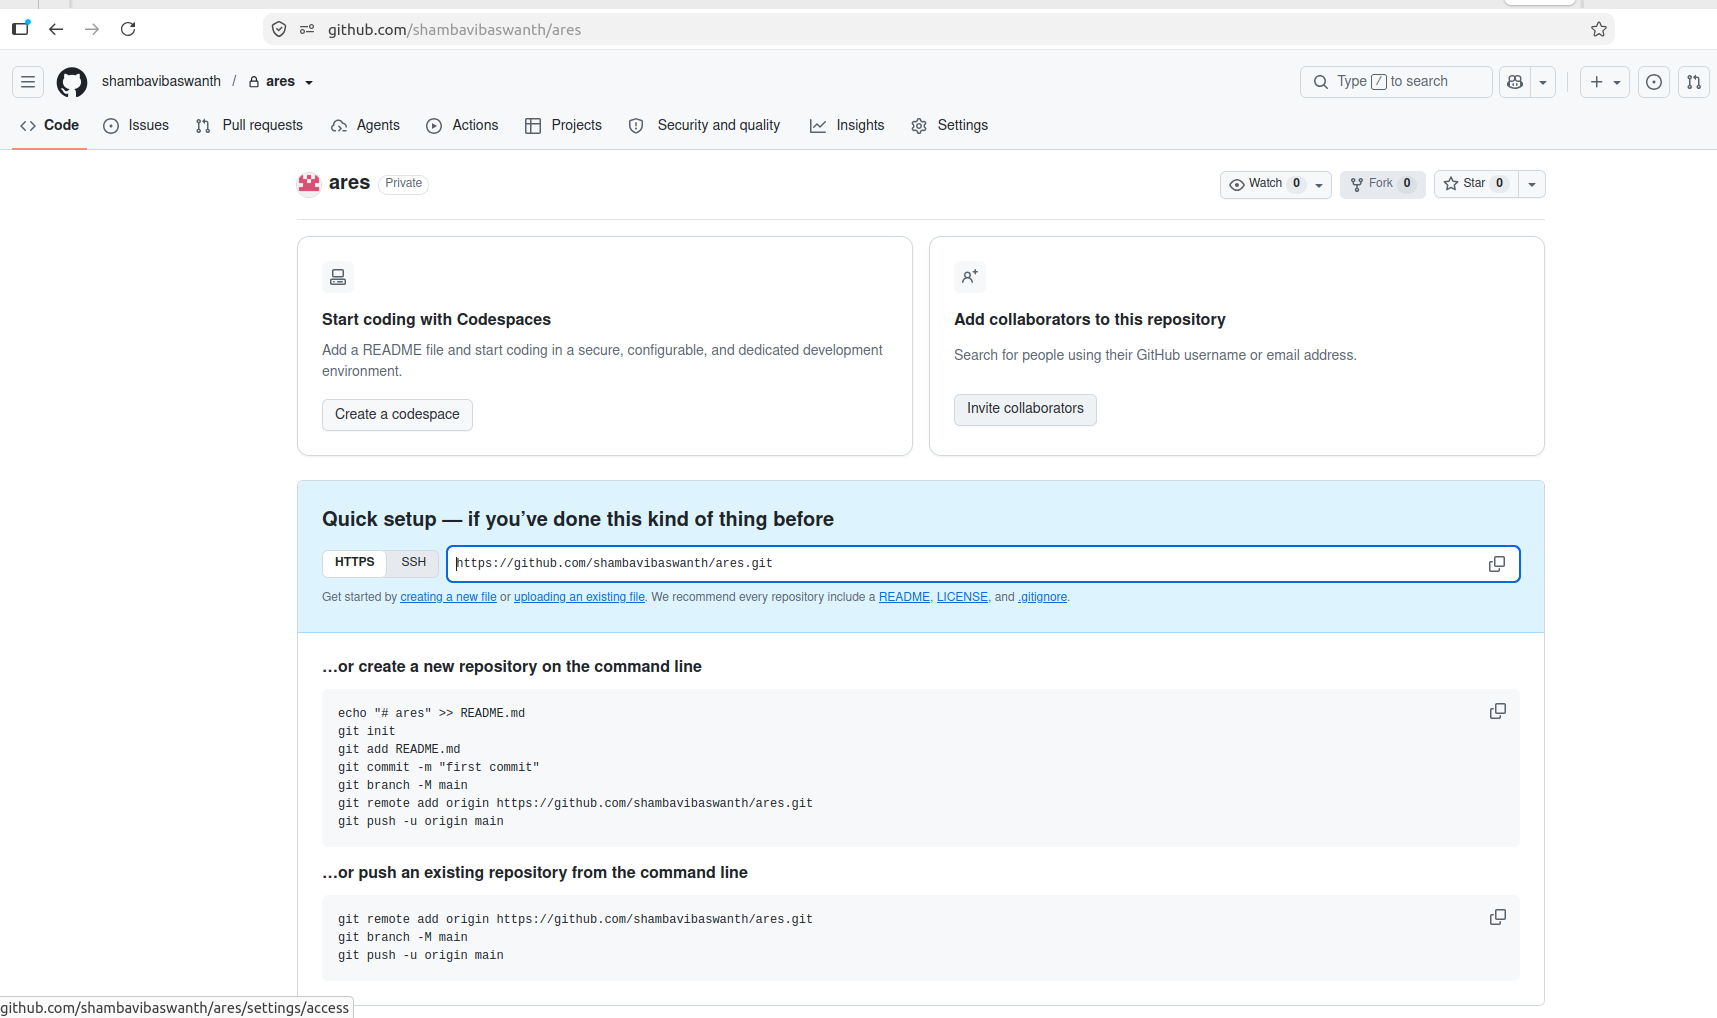 github.com/shambavibaswanth/ares
shambavibaswanth / ares
Type / to search
Code Issues Pull requests Agents Actions Projects Security and quality Insights Settings
ares Private
Watch 0 Fork 0 Star 0
Start coding with Codespaces
Add a README file and start coding in a secure, configurable, and dedicated development
environment.
Create a codespace
Add collaborators to this repository
Search for people using their GitHub username or email address.
Invite collaborators
Quick setup — if you’ve done this kind of thing before
HTTPS SSH https://github.com/shambavibaswanth/ares.git
Get started by creating a new file or uploading an existing file. We recommend every repository include a README, LICENSE, and .gitignore.
…or create a new repository on the command line
echo "# ares" >> README.md
git init
git add README.md
git commit -m "first commit"
git branch -M main
git remote add origin https://github.com/shambavibaswanth/ares.git
git push -u origin main
…or push an existing repository from the command line
git remote add origin https://github.com/shambavibaswanth/ares.git
git branch -M main
git push -u origin main
github.com/shambavibaswanth/ares/settings/access